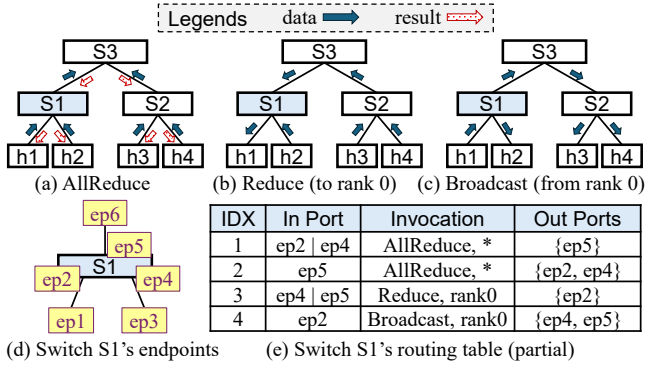 Legends data result
S3 S3 S3
S1 S2 S1 S2 S1 S2
h1 h2 h3 h4 h1 h2 h3 h4 h1 h2 h3 h4
(a) AllReduce (b) Reduce (to rank 0) (c) Broadcast (from rank 0)
ep6
ep5
S1
ep2 ep4
ep1 ep3
(d) Switch S1's endpoints
IDX In Port Invocation Out Ports
1 ep2 | ep4 AllReduce, * {ep5}
2 ep5 AllReduce, * {ep2, ep4}
3 ep4 | ep5 Reduce, rank0 {ep2}
4 ep2 Broadcast, rank0 {ep4, ep5}
(e) Switch S1's routing table (partial)